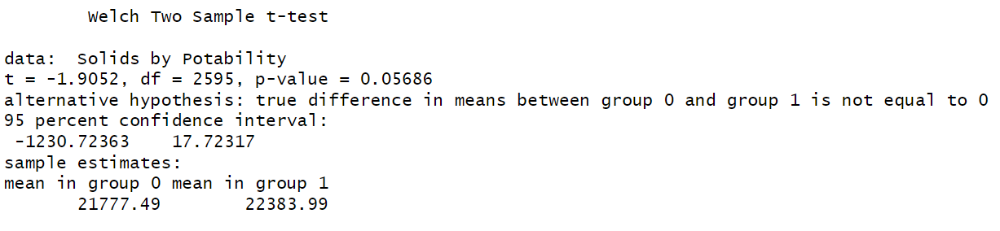 Welch Two Sample t-test
data:  Solids by Potability
t = -1.9052, df = 2595, p-value = 0.05686
alternative hypothesis: true difference in means between group 0 and group 1 is not equal to 0
95 percent confidence interval:
 -1230.72363    17.72317
sample estimates:
mean in group 0 mean in group 1
       21777.49        22383.99